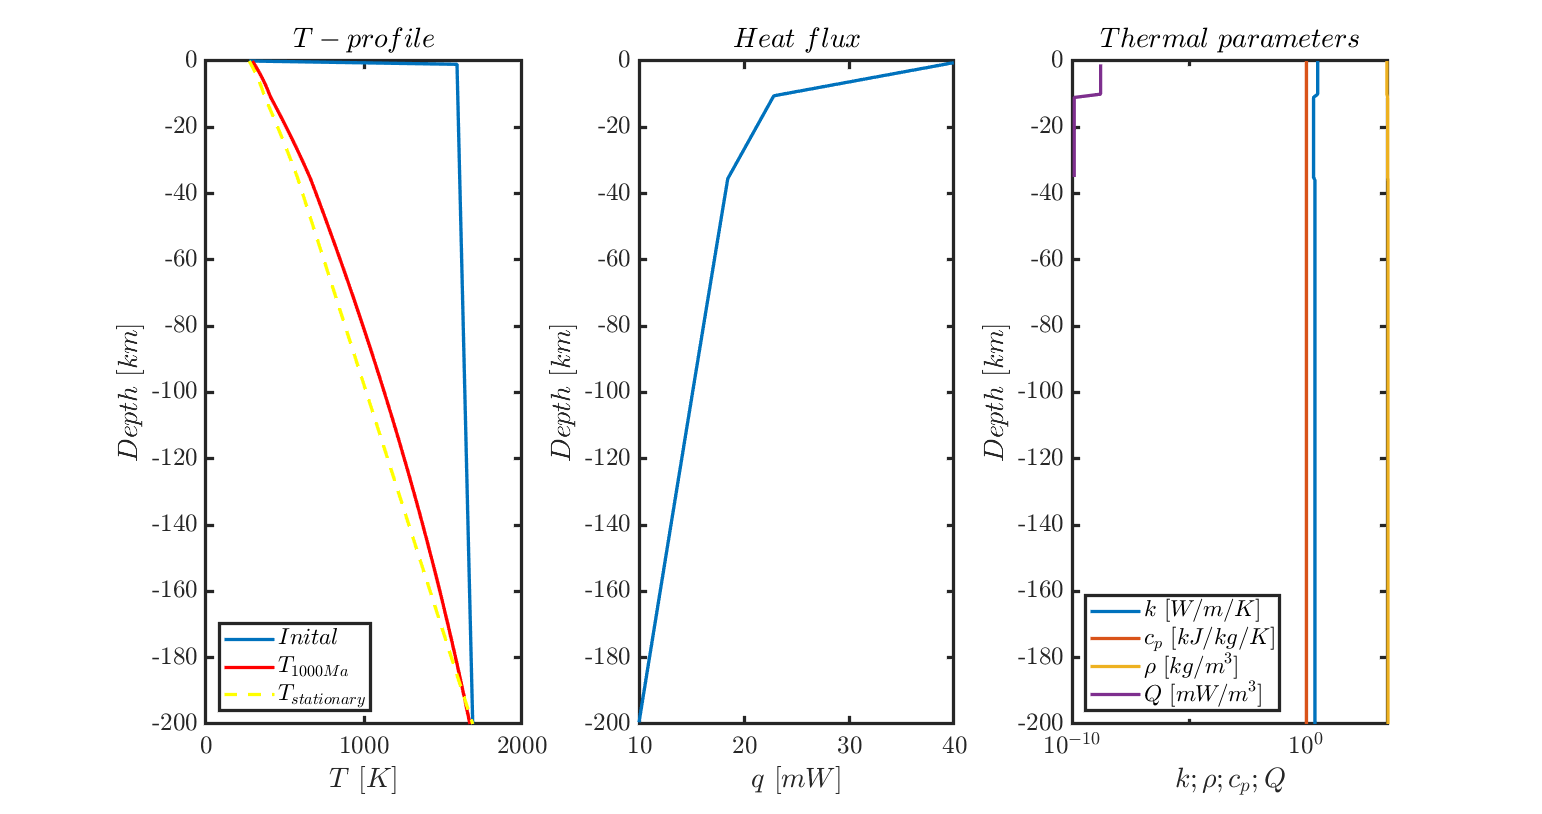 T − profile
0
-20
-40
-60
-80
-100
-120
-140
-160
-180
-200
Depth [km]
0 1000 2000
T [K]
Inital
T1000Ma
Tstationary
Heat flux
0
-20
-40
-60
-80
-100
-120
-140
-160
-180
-200
Depth [km]
10 20 30 40
q [mW]
Thermal parameters
0
-20
-40
-60
-80
-100
-120
-140
-160
-180
-200
Depth [km]
10⁻¹⁰ 10⁰
k; ρ; cp; Q
k [W/m/K]
cp [kJ/kg/K]
ρ [kg/m³]
Q [mW/m³]